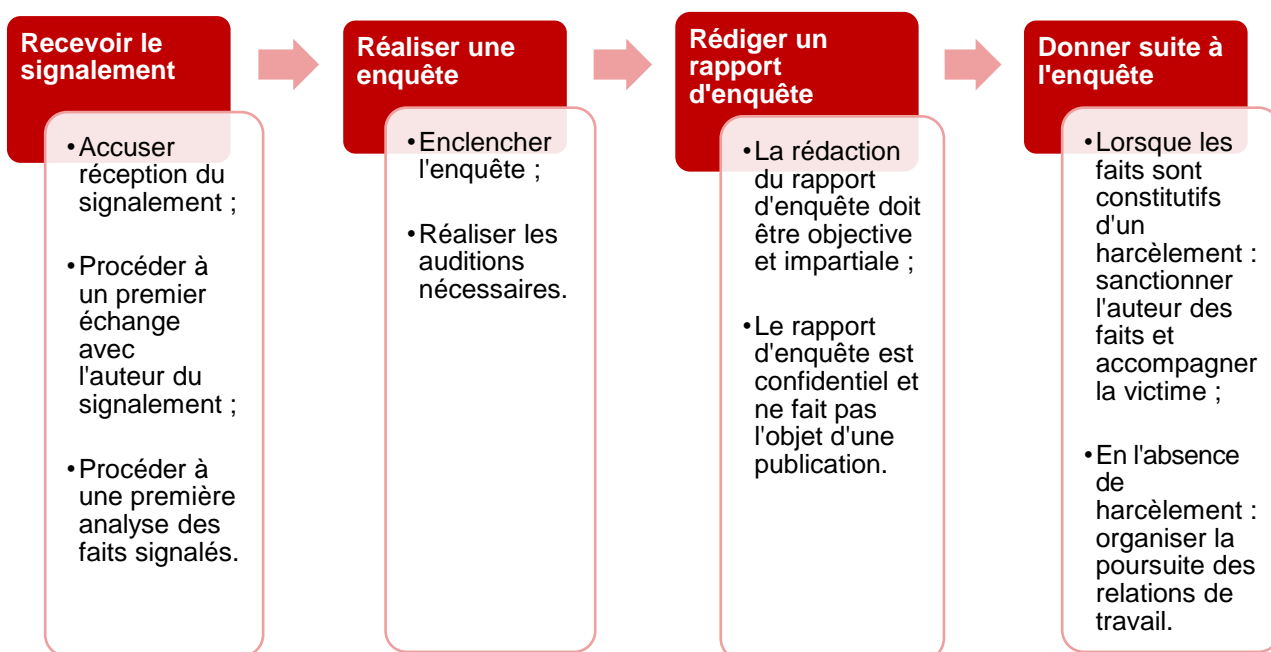 Recevoir le
signalement
•Accuser
réception du
signalement ;
•Procéder à
un premier
échange
avec
l'auteur du
signalement ;
•Procéder à
une première
analyse des
faits signalés.
Réaliser une
enquête
•Enclencher
l'enquête ;
•Réaliser les
auditions
nécessaires.
Rédiger un
rapport
d'enquête
•La rédaction
du rapport
d'enquête doit
être objective
et impartiale ;
•Le rapport
d'enquête est
confidentiel et
ne fait pas
l'objet d'une
publication.
Donner suite à
l'enquête
•Lorsque les
faits sont
constitutifs
d'un
harcèlement :
sanctionner
l'auteur des
faits et
accompagner
la victime ;
•En l'absence
de
harcèlement :
organiser la
poursuite des
relations de
travail.